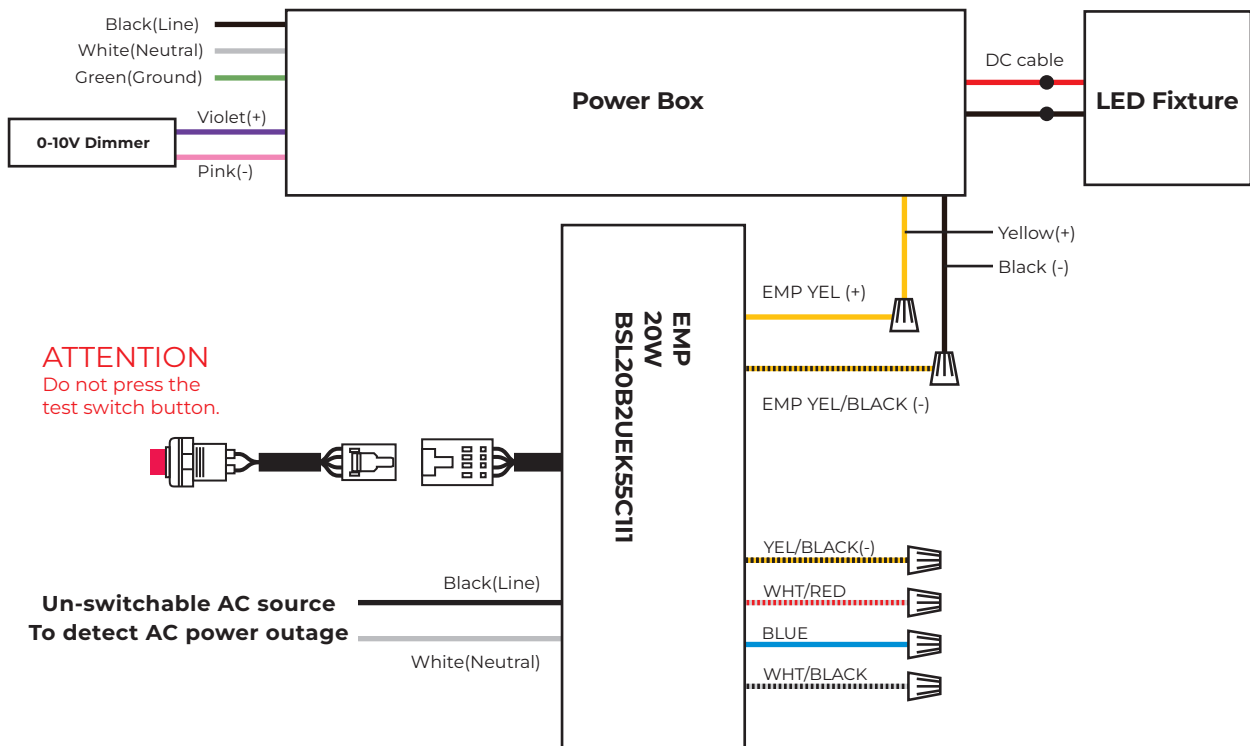 Black(Line)
White(Neutral)
Green(Ground)
Violet(+)
0-10V Dimmer
Pink(-)
Power Box
DC cable
LED Fixture
Yellow(+)
Black (-)
EMP YEL (+)
EMP YEL/BLACK (-)
EMP
20W
BSL20B2UEK55C1I1
ATTENTION
Do not press the
test switch button.
Black(Line)
Un-switchable AC source
To detect AC power outage
White(Neutral)
YEL/BLACK(-)
WHT/RED
BLUE
WHT/BLACK